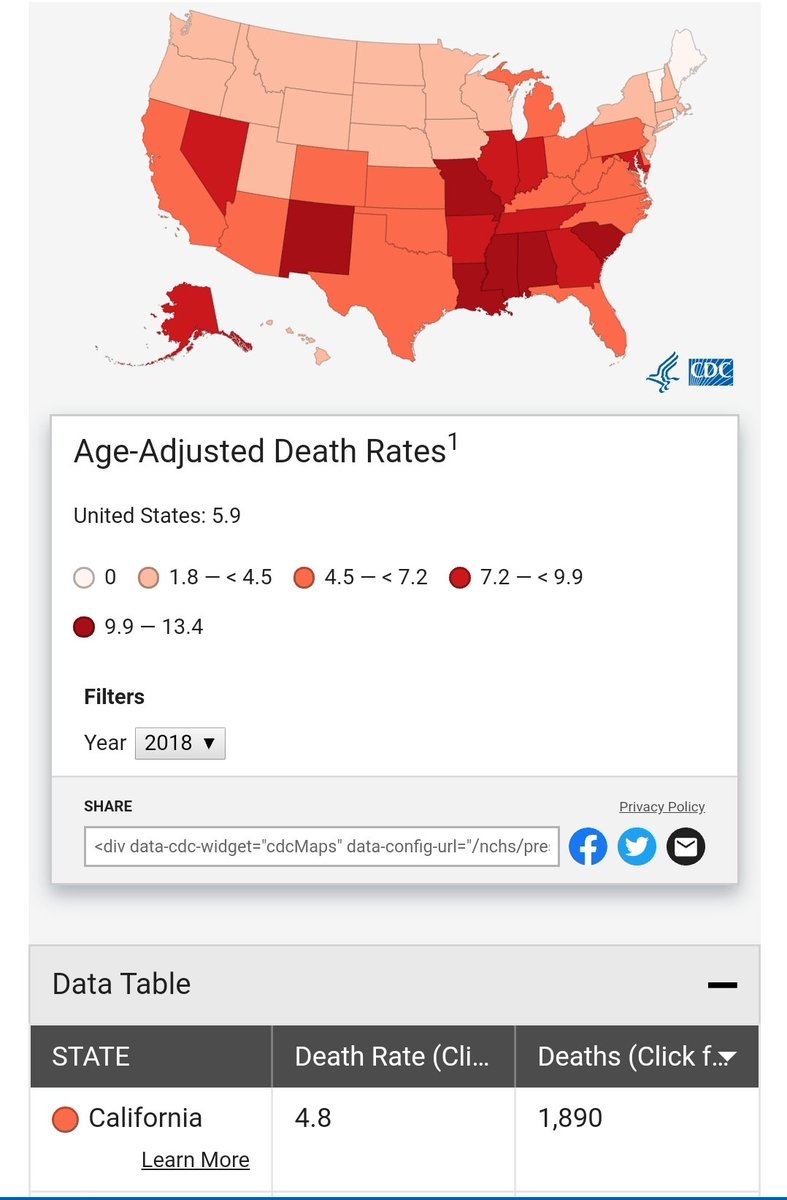 CDC
Age-Adjusted Death Rates¹
United States: 5.9
0 1.8 – < 4.5 4.5 – < 7.2 7.2 – < 9.9
9.9 – 13.4
Filters
Year 2018 ▼
SHARE Privacy Policy
<div data-cdc-widget="cdcMaps" data-config-url="/nchs/pre
Data Table
STATE Death Rate (Cli... Deaths (Click f...
California 4.8 1,890
Learn More